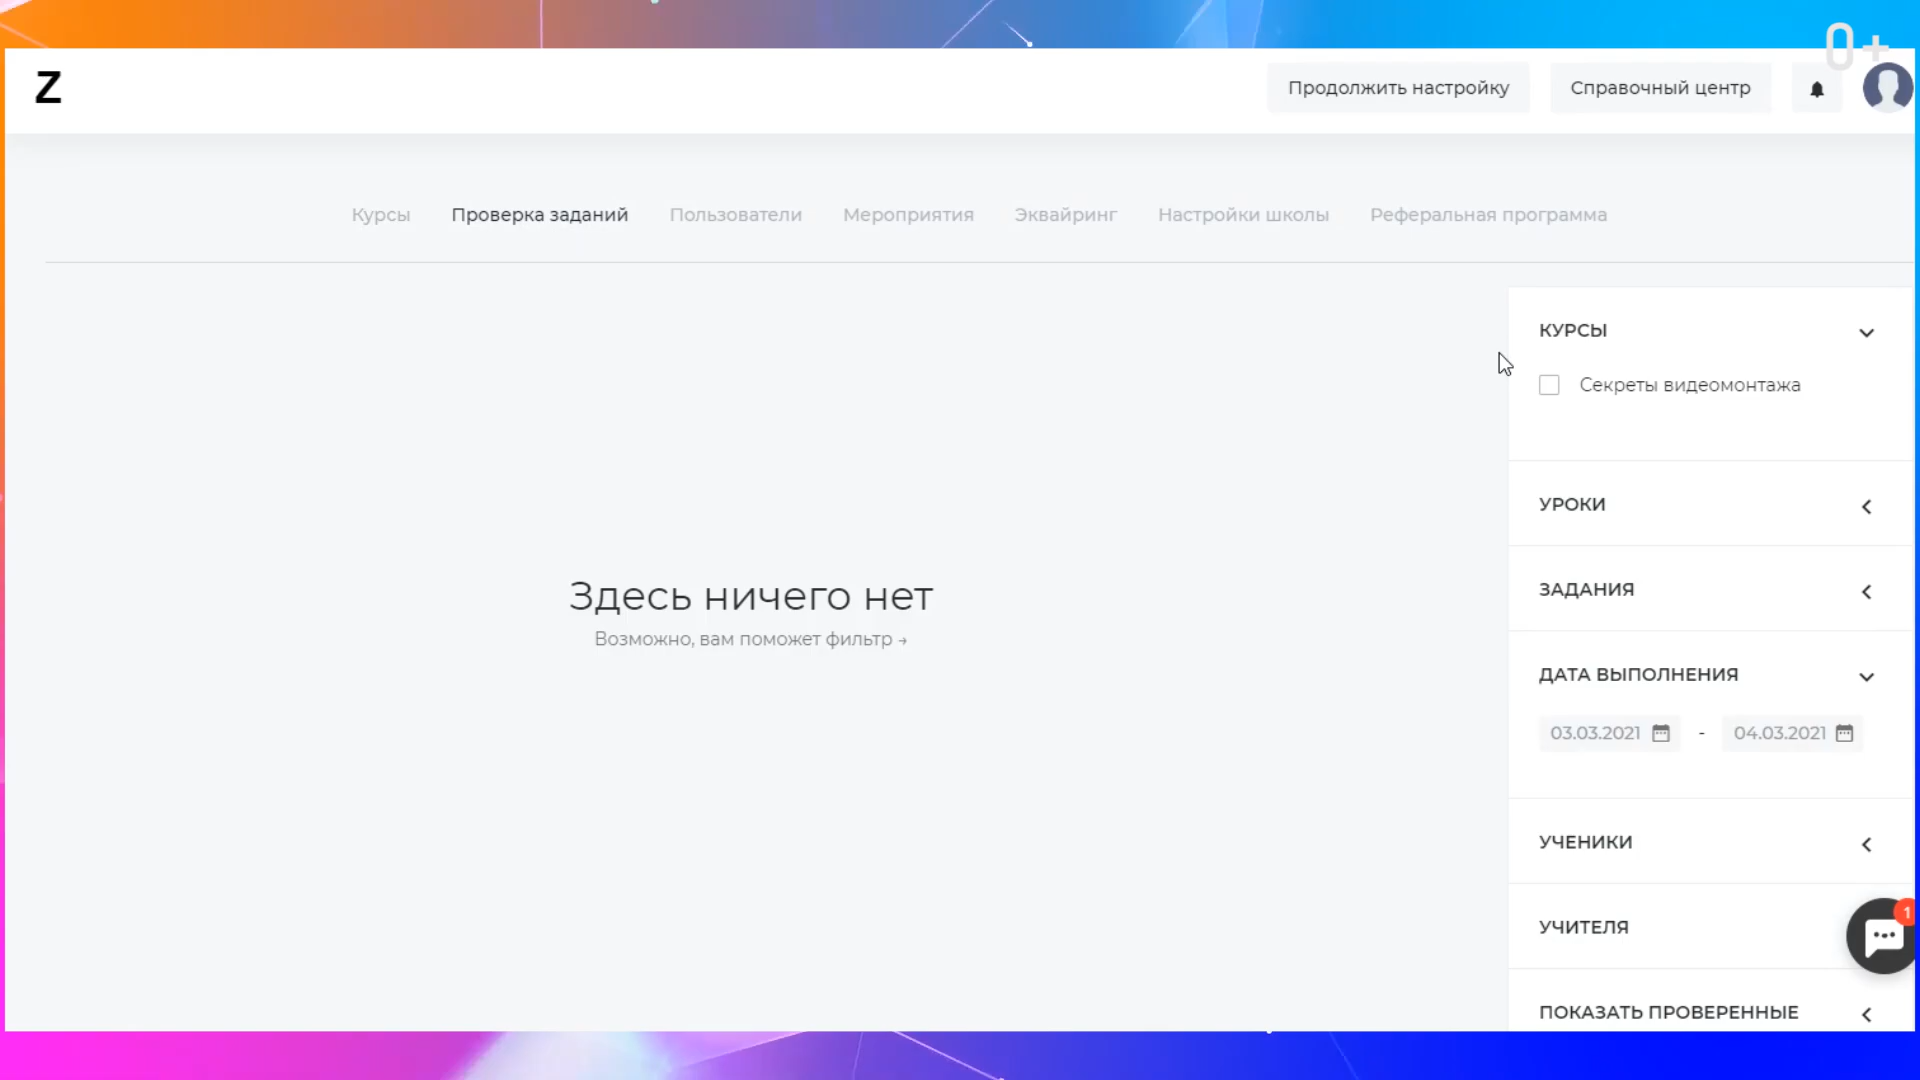 0+
Z
Продолжить настройку
Справочный центр
Курсы
Проверка заданий
Пользователи
Мероприятия
Эквайринг
Настройки школы
Реферальная программа
КУРСЫ
Секреты видеомонтажа
УРОКИ
ЗАДАНИЯ
Здесь ничего нет
Возможно, вам поможет фильтр →
ДАТА ВЫПОЛНЕНИЯ
03.03.2021 - 04.03.2021
УЧЕНИКИ
УЧИТЕЛЯ
1
ПОКАЗАТЬ ПРОВЕРЕННЫЕ